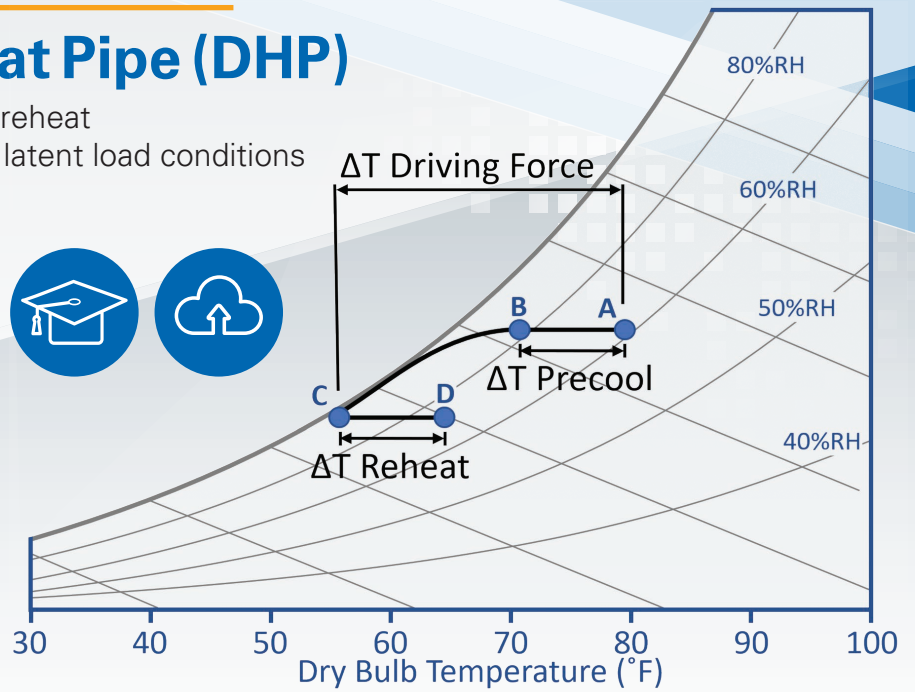 at Pipe (DHP)
reheat
latent load conditions
80%RH
ΔT Driving Force
60%RH
B
A
50%RH
ΔT Precool
C
D
40%RH
ΔT Reheat
30
40
50
60
70
80
90
100
Dry Bulb Temperature (˚F)